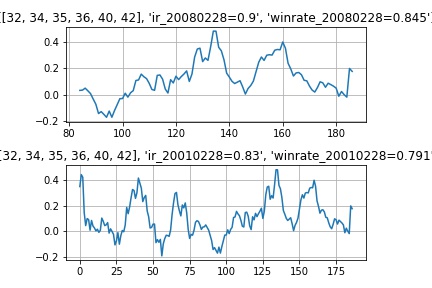 [[32, 34, 35, 36, 40, 42], 'ir_20080228=0.9', 'winrate_20080228=0.845']
0.4
0.2
0.0
−0.2
80 100 120 140 160 180
[32, 34, 35, 36, 40, 42], 'ir_20010228=0.83', 'winrate_20010228=0.791'
0.4
0.2
0.0
−0.2
0 25 50 75 100 125 150 175